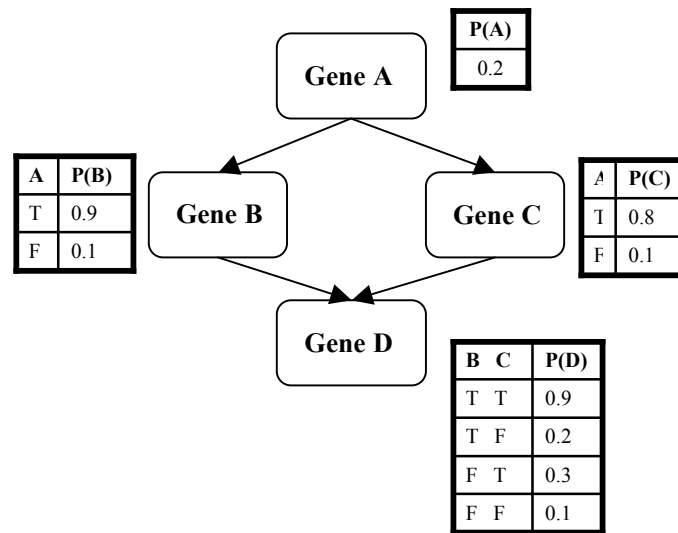 P(A)
0.2
Gene A
A P(B)
T 0.9
F 0.1
Gene B
Gene C
A P(C)
T 0.8
F 0.1
Gene D
B C P(D)
T T 0.9
T F 0.2
F T 0.3
F F 0.1